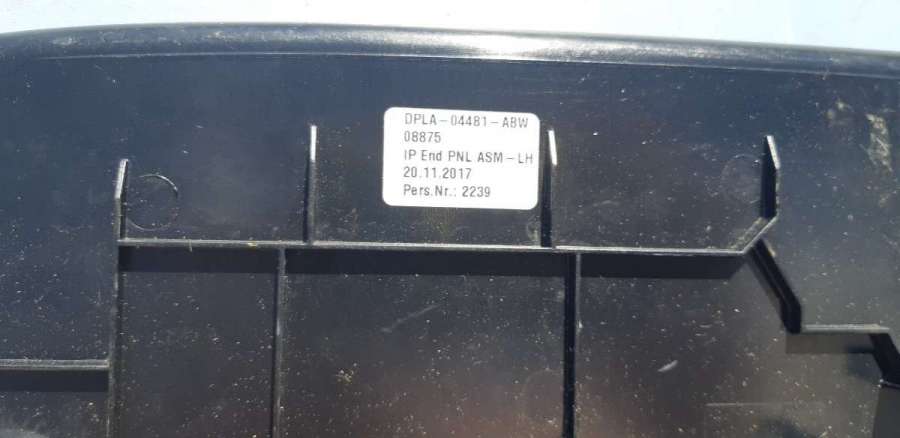 DPLA-04481-ABW
08875
IP End PNL ASM-LH
20.11.2017
Pers.Nr.: 2239